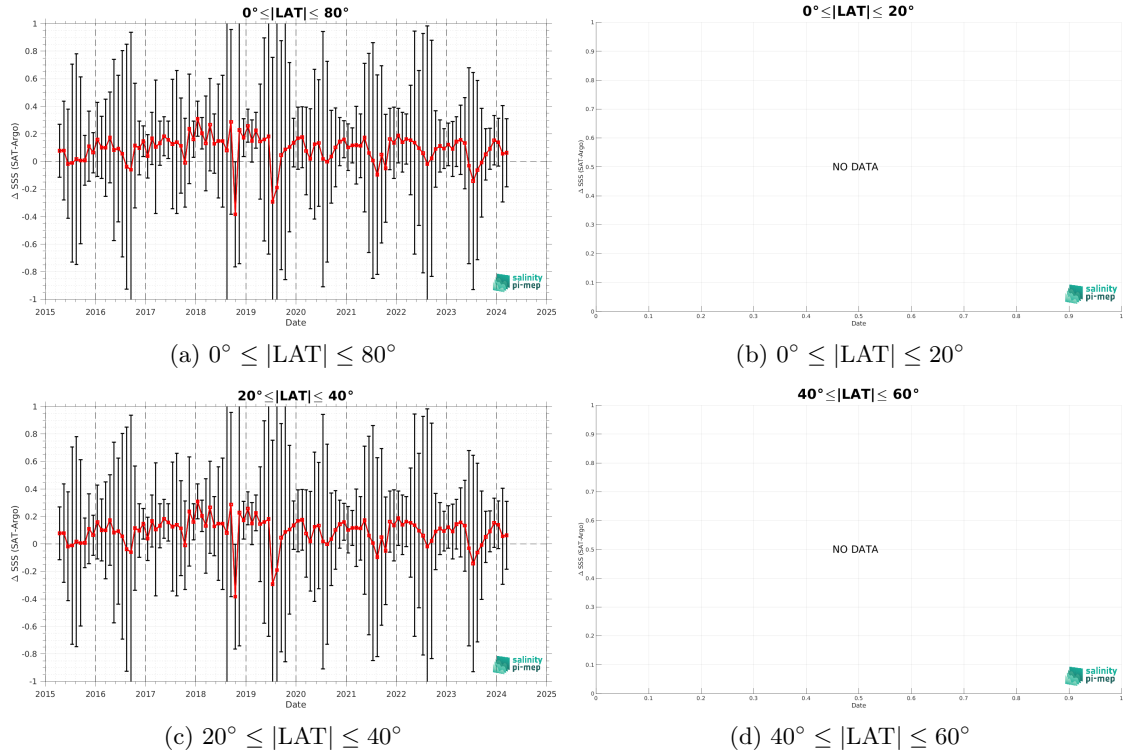 0°≤|LAT|≤ 80°
Δ SSS (SAT-Argo)
1
0.8
0.6
0.4
0.2
0
-0.2
-0.4
-0.6
-0.8
-1
2015 2016 2017 2018 2019 2020 2021 2022 2023 2024 2025
Date
salinity
pi-mep
(a) 0° ≤ |LAT| ≤ 80°
0°≤|LAT|≤ 20°
Δ SSS (SAT-Argo)
1
0.9
0.8
0.7
0.6
0.5
0.4
0.3
0.2
0.1
0
NO DATA
0 0.1 0.2 0.3 0.4 0.5 0.6 0.7 0.8 0.9 1
Date
salinity
pi-mep
(b) 0° ≤ |LAT| ≤ 20°
20°≤|LAT|≤ 40°
Δ SSS (SAT-Argo)
1
0.8
0.6
0.4
0.2
0
-0.2
-0.4
-0.6
-0.8
-1
2015 2016 2017 2018 2019 2020 2021 2022 2023 2024 2025
Date
salinity
pi-mep
(c) 20° ≤ |LAT| ≤ 40°
40°≤|LAT|≤ 60°
Δ SSS (SAT-Argo)
1
0.9
0.8
0.7
0.6
0.5
0.4
0.3
0.2
0.1
0
NO DATA
0 0.1 0.2 0.3 0.4 0.5 0.6 0.7 0.8 0.9 1
Date
salinity
pi-mep
(d) 40° ≤ |LAT| ≤ 60°